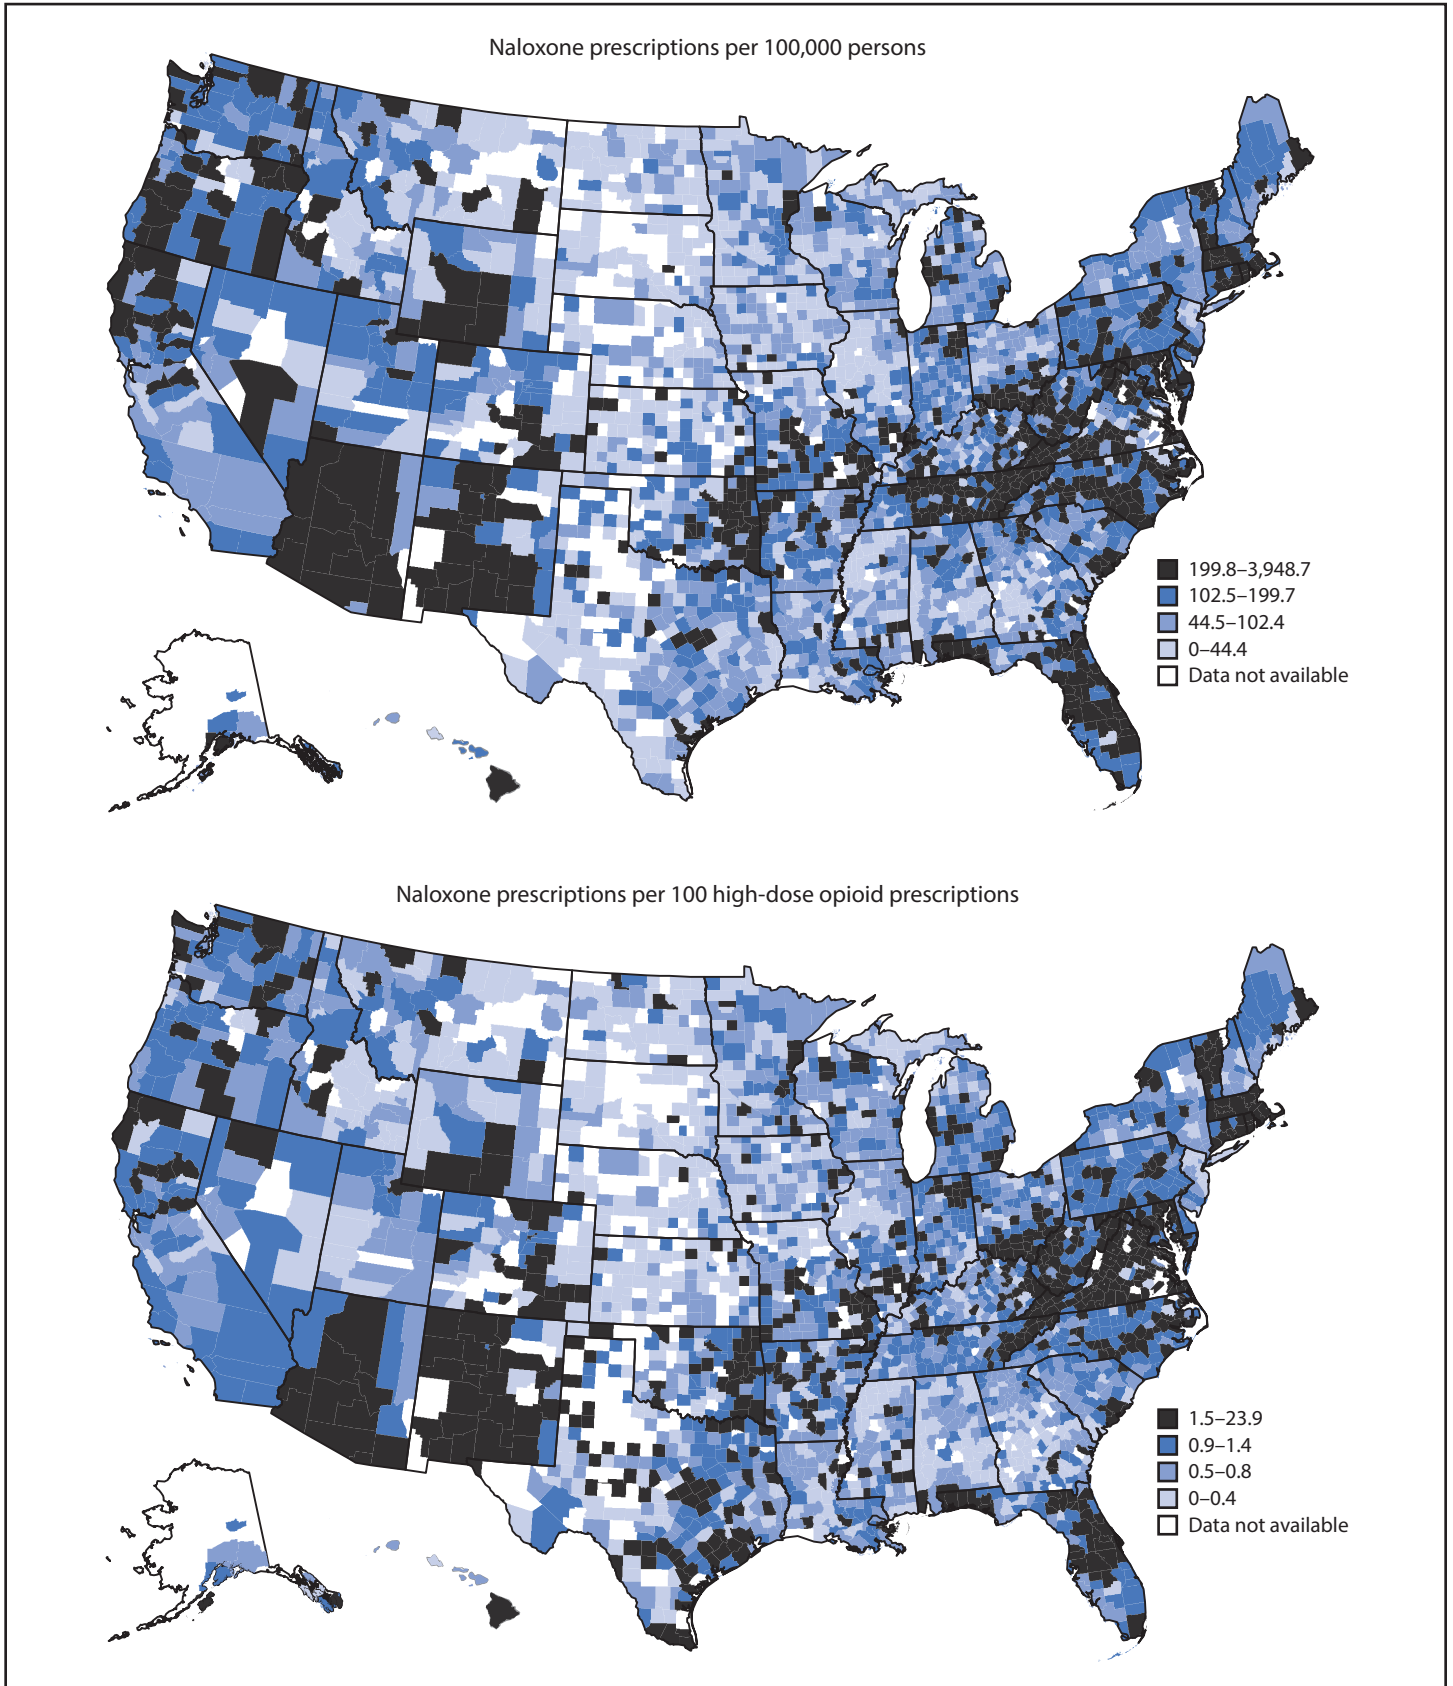 Naloxone prescriptions per 100,000 persons
199.8–3,948.7
102.5–199.7
44.5–102.4
0–44.4
Data not available
Naloxone prescriptions per 100 high-dose opioid prescriptions
1.5–23.9
0.9–1.4
0.5–0.8
0–0.4
Data not available